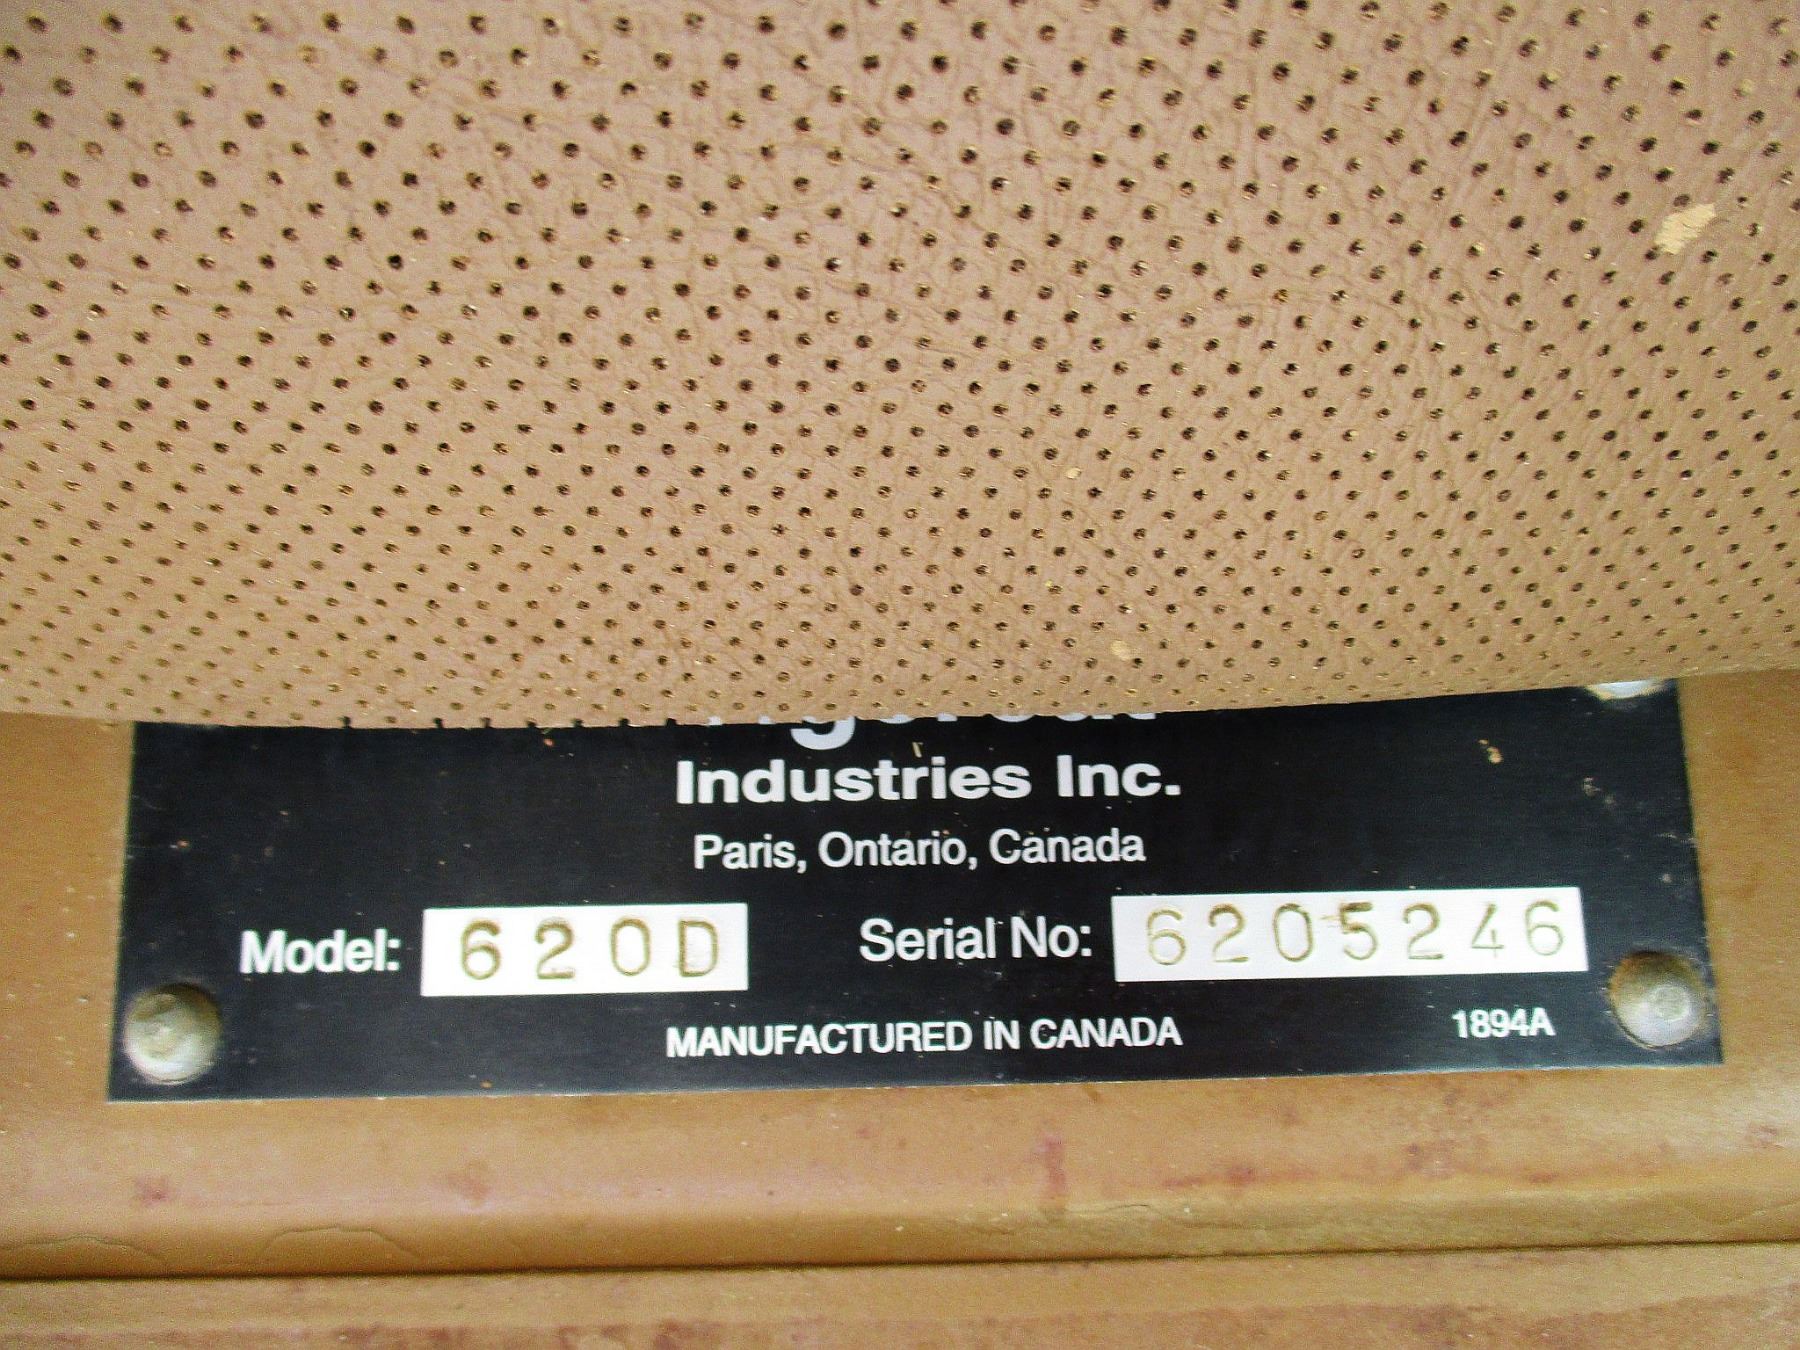 Industries Inc.
Paris, Ontario, Canada
Model: 620D Serial No: 6205246
MANUFACTURED IN CANADA 1894A